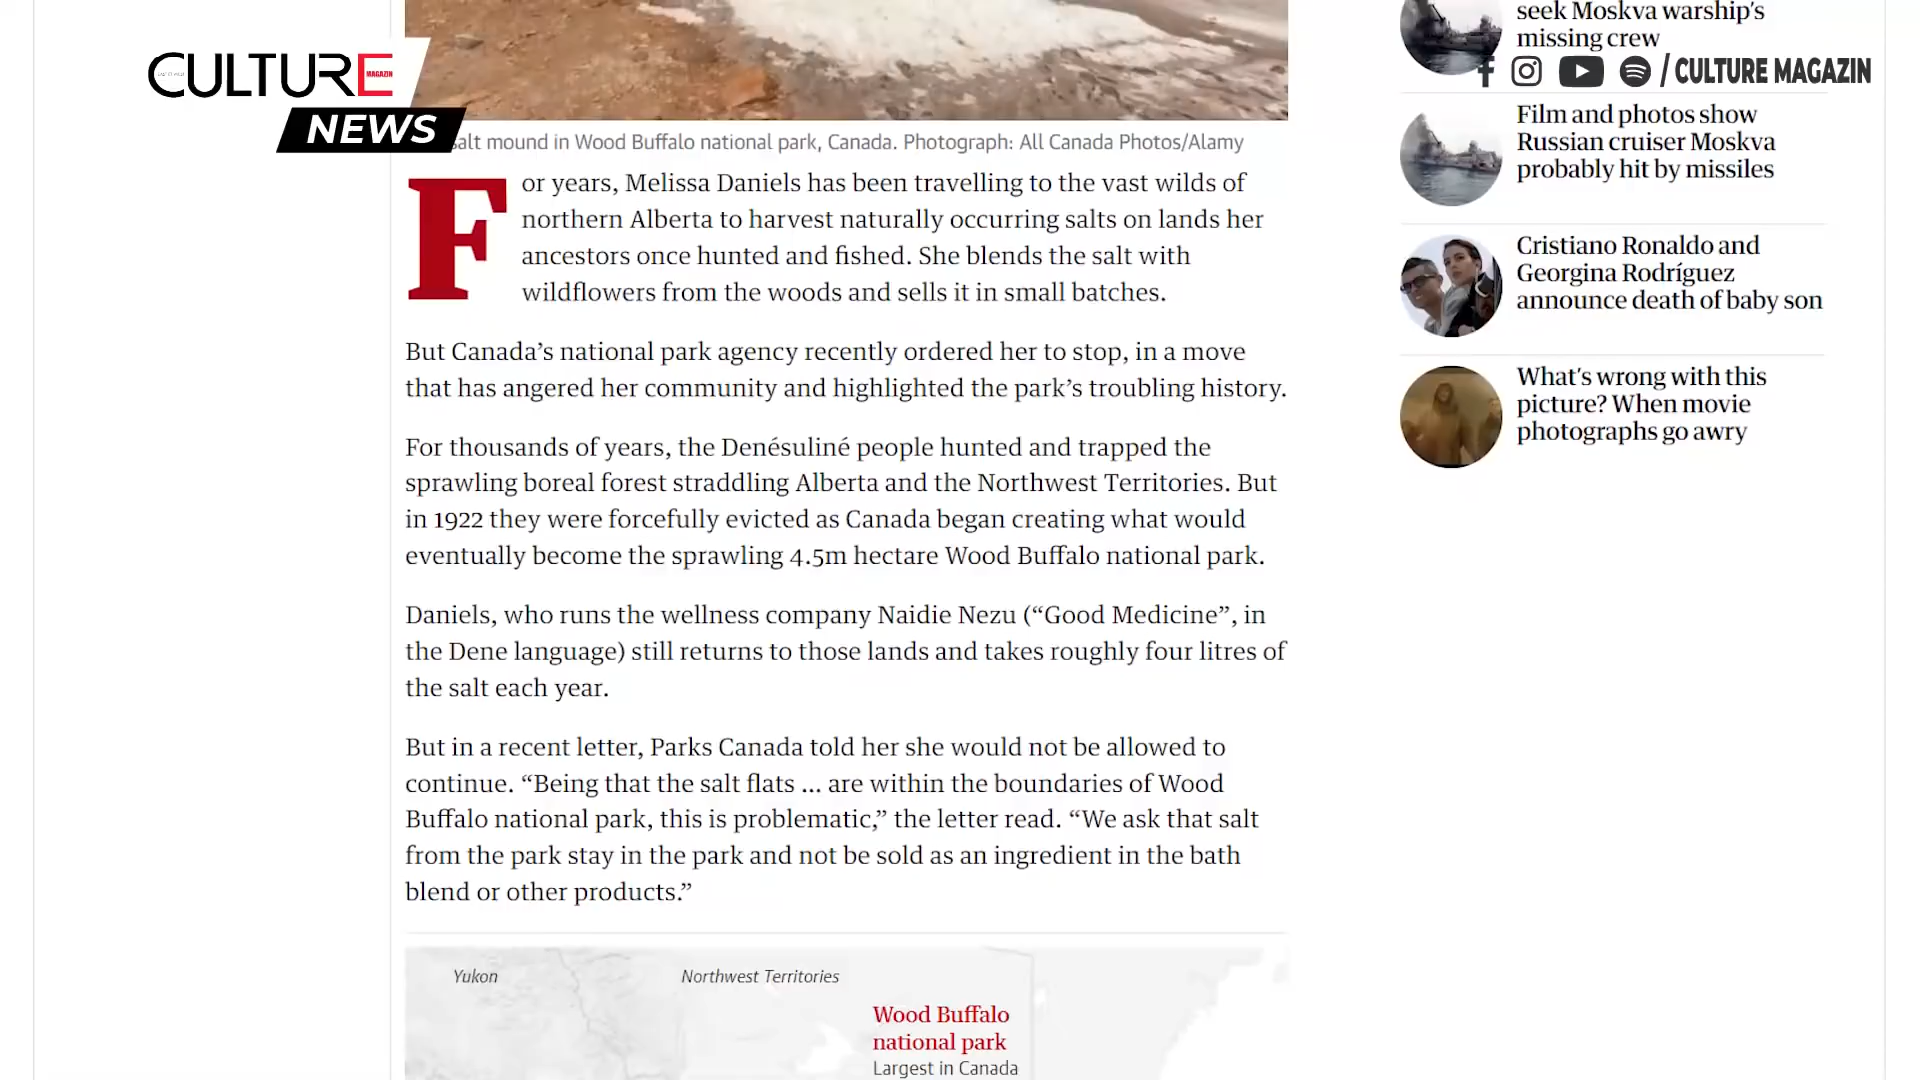 CULTURE
MAGAZIN
NEWS
seek Moskva warship's
missing crew
/ CULTURE MAGAZIN
salt mound in Wood Buffalo national park, Canada. Photograph: All Canada Photos/Alamy
For years, Melissa Daniels has been travelling to the vast wilds of
northern Alberta to harvest naturally occurring salts on lands her
ancestors once hunted and fished. She blends the salt with
wildflowers from the woods and sells it in small batches.
But Canada’s national park agency recently ordered her to stop, in a move
that has angered her community and highlighted the park’s troubling history.
For thousands of years, the Denésuliné people hunted and trapped the
sprawling boreal forest straddling Alberta and the Northwest Territories. But
in 1922 they were forcefully evicted as Canada began creating what would
eventually become the sprawling 4.5m hectare Wood Buffalo national park.
Daniels, who runs the wellness company Naidie Nezu (“Good Medicine”, in
the Dene language) still returns to those lands and takes roughly four litres of
the salt each year.
But in a recent letter, Parks Canada told her she would not be allowed to
continue. “Being that the salt flats ... are within the boundaries of Wood
Buffalo national park, this is problematic,” the letter read. “We ask that salt
from the park stay in the park and not be sold as an ingredient in the bath
blend or other products.”
Yukon
Northwest Territories
Wood Buffalo
national park
Largest in Canada
Film and photos show
Russian cruiser Moskva
probably hit by missiles
Cristiano Ronaldo and
Georgina Rodríguez
announce death of baby son
What’s wrong with this
picture? When movie
photographs go awry